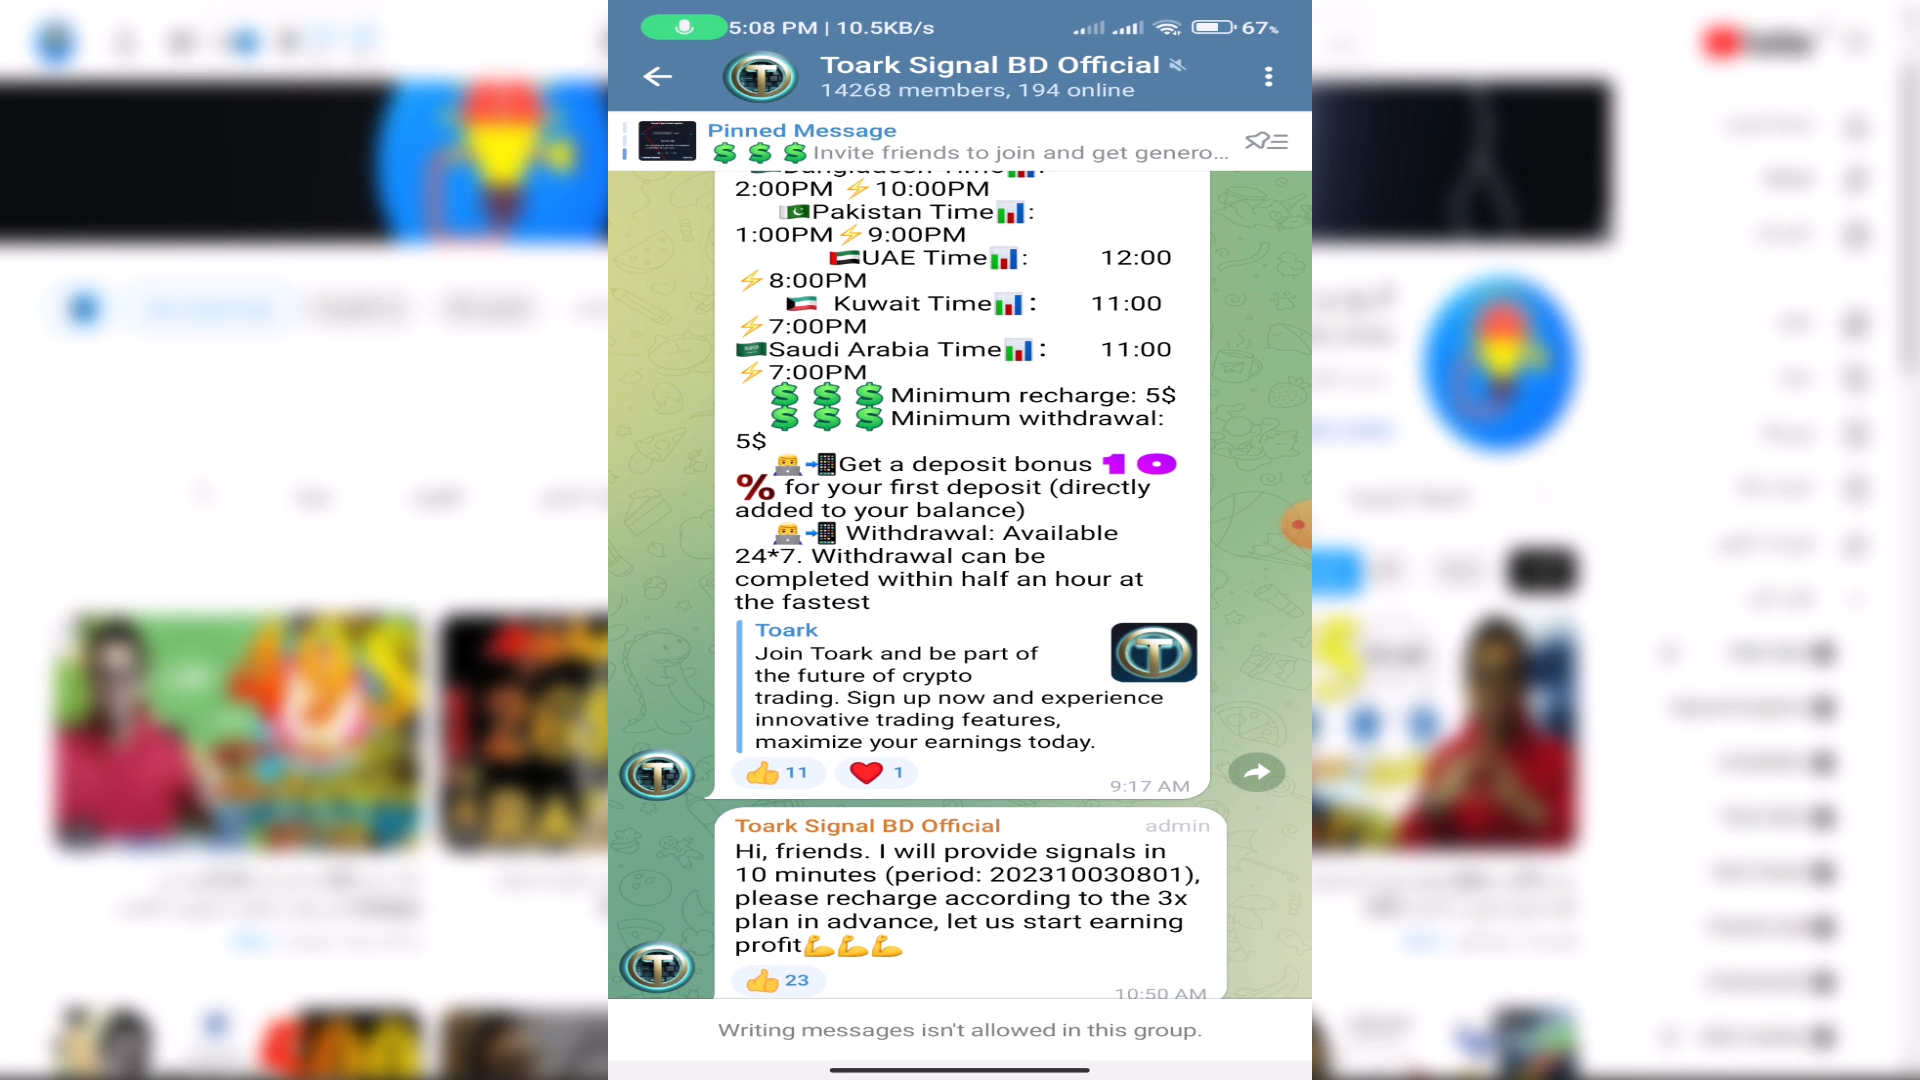 5:08 PM | 10.5KB/s
67%
Toark Signal BD Official
14268 members, 194 online
Pinned Message
💲💲💲Invite friends to join and get genero...
Bangladesh Time📊:
2:00PM ⚡10:00PM
🇵🇰Pakistan Time📊:
1:00PM⚡9:00PM
🇦🇪UAE Time📊: 12:00
⚡8:00PM
🇰🇼 Kuwait Time📊: 11:00
⚡7:00PM
🇸🇦Saudi Arabia Time📊: 11:00
⚡7:00PM
💲💲💲Minimum recharge: 5$
💲💲💲Minimum withdrawal:
5$
👨‍💻📲Get a deposit bonus 10
% for your first deposit (directly
added to your balance)
👨‍💻📲 Withdrawal: Available
24*7. Withdrawal can be
completed within half an hour at
the fastest
Toark
Join Toark and be part of
the future of crypto
trading. Sign up now and experience
innovative trading features,
maximize your earnings today.
👍 11 ❤️ 1
9:17 AM
Toark Signal BD Official admin
Hi, friends. I will provide signals in
10 minutes (period: 202310030801),
please recharge according to the 3x
plan in advance, let us start earning
profit💪💪💪
👍 23
10:50 AM
Writing messages isn't allowed in this group.